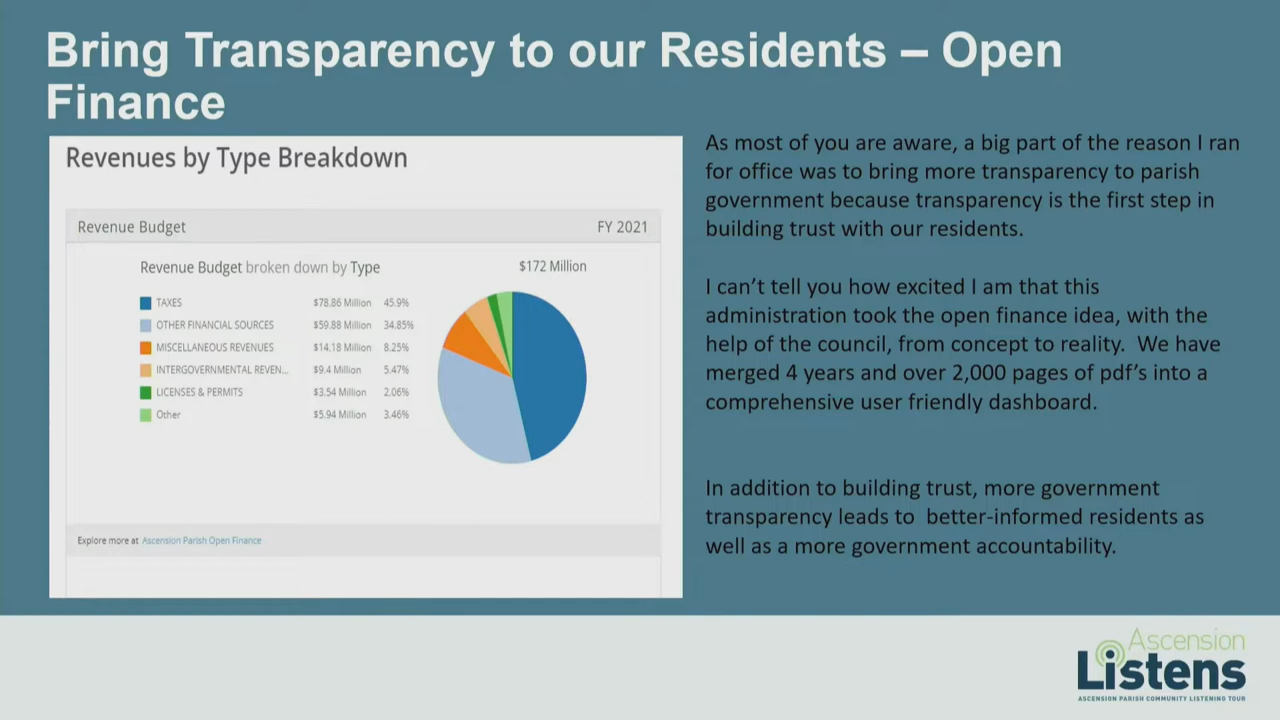 Bring Transparency to our Residents – Open
Finance
Revenues by Type Breakdown
Revenue Budget FY 2021
Revenue Budget broken down by Type $172 Million
TAXES $78.86 Million 45.9%
OTHER FINANCIAL SOURCES $59.88 Million 34.85%
MISCELLANEOUS REVENUES $14.18 Million 8.25%
INTERGOVERNMENTAL REVEN... $9.4 Million 5.47%
LICENSES & PERMITS $3.54 Million 2.06%
Other $5.94 Million 3.46%
Explore more at Ascension Parish Open Finance
As most of you are aware, a big part of the reason I ran
for office was to bring more transparency to parish
government because transparency is the first step in
building trust with our residents.
I can't tell you how excited I am that this
administration took the open finance idea, with the
help of the council, from concept to reality.  We have
merged 4 years and over 2,000 pages of pdf's into a
comprehensive user friendly dashboard.
In addition to building trust, more government
transparency leads to  better-informed residents as
well as a more government accountability.
Ascension
Listens
ASCENSION PARISH COMMUNITY LISTENING TOUR